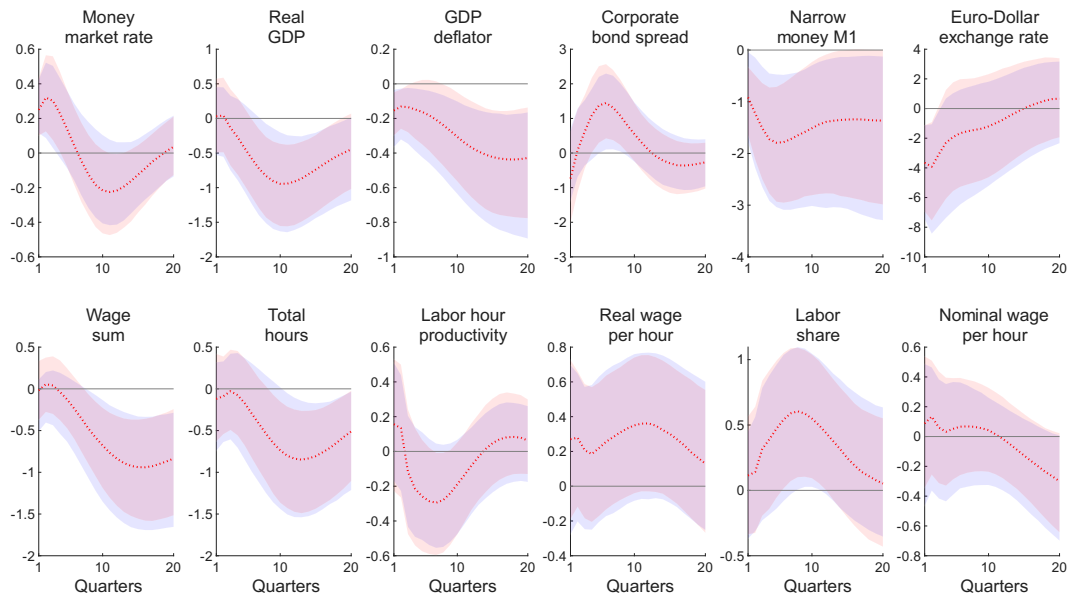 Money
market rate
Real
GDP
GDP
deflator
Corporate
bond spread
Narrow
money M1
Euro-Dollar
exchange rate
0.6
0.4
0.2
0
-0.2
-0.4
-0.6
1 10 20
1
0.5
0
-0.5
-1
-1.5
-2
1 10 20
0.2
0
-0.2
-0.4
-0.6
-0.8
-1
1 10 20
3
2
1
0
-1
-2
-3
1 10 20
0
-1
-2
-3
-4
1 10 20
4
2
0
-2
-4
-6
-8
-10
1 10 20
Wage
sum
Total
hours
Labor hour
productivity
Real wage
per hour
Labor
share
Nominal wage
per hour
0.5
0
-0.5
-1
-1.5
-2
1 10 20
Quarters
0.5
0
-0.5
-1
-1.5
-2
1 10 20
Quarters
0.6
0.4
0.2
0
-0.2
-0.4
-0.6
1 10 20
Quarters
0.8
0.6
0.4
0.2
0
-0.2
-0.4
1 10 20
Quarters
1
0.5
0
-0.5
1 10 20
Quarters
0.6
0.4
0.2
0
-0.2
-0.4
-0.6
-0.8
1 10 20
Quarters